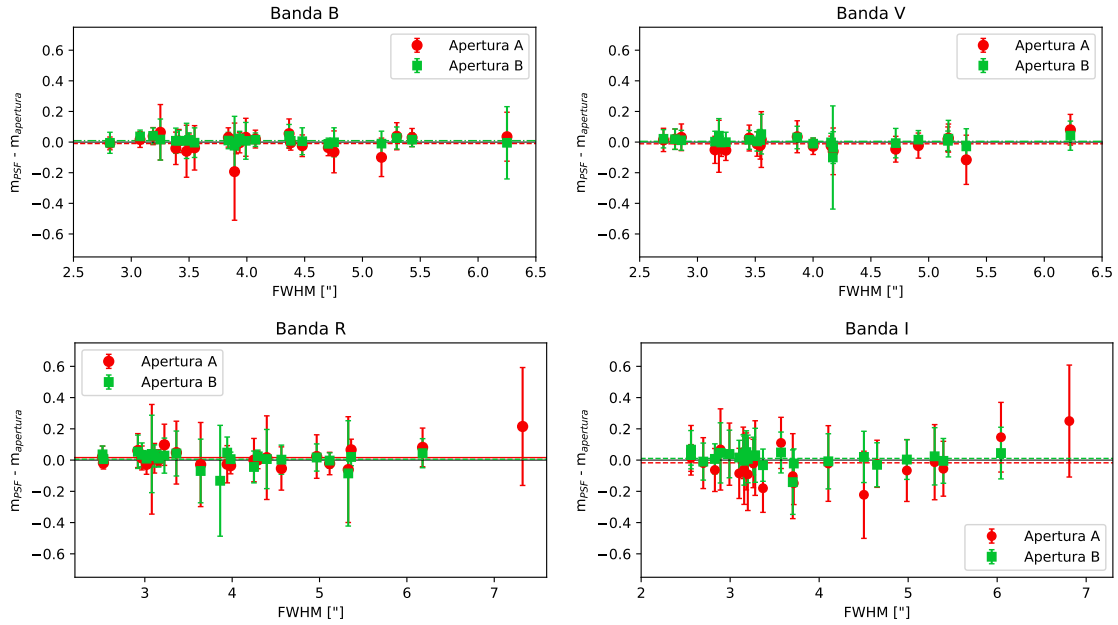 Banda B
Banda V
0.6
0.4
0.2
0.0
−0.2
−0.4
−0.6
m_PSF - m_apertura
Apertura A
Apertura B
2.5 3.0 3.5 4.0 4.5 5.0 5.5 6.0 6.5
FWHM ["]
0.6
0.4
0.2
0.0
−0.2
−0.4
−0.6
m_PSF - m_apertura
Apertura A
Apertura B
2.5 3.0 3.5 4.0 4.5 5.0 5.5 6.0 6.5
FWHM ["]
Banda R
Banda I
0.6
0.4
0.2
0.0
−0.2
−0.4
−0.6
m_PSF - m_apertura
Apertura A
Apertura B
3 4 5 6 7
FWHM ["]
0.6
0.4
0.2
0.0
−0.2
−0.4
−0.6
m_PSF - m_apertura
Apertura A
Apertura B
2 3 4 5 6 7
FWHM ["]